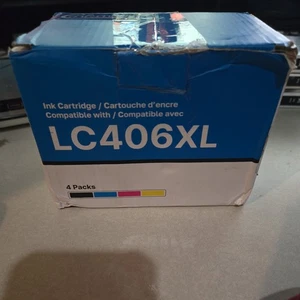 Ink Cartridge / Cartouche d'encre
Compatible with / Compatible avec
LC406XL
4 Packs